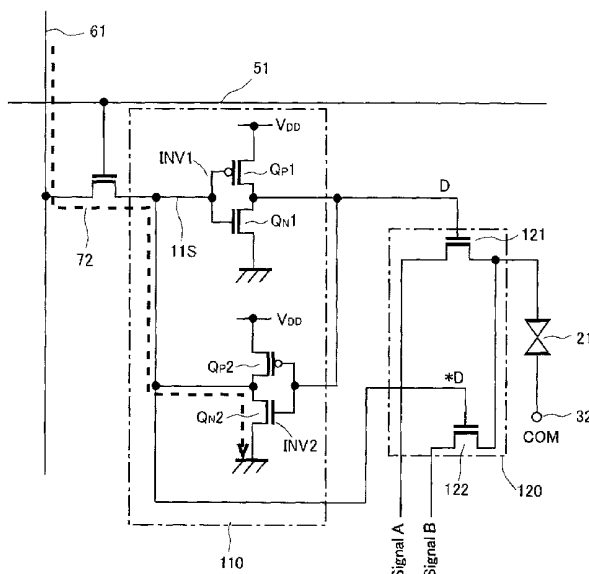 61
51
VDD
INV1
QP1
D
QN1
121
72
11S
VDD
21
QP2
*D
32
QN2
COM
INV2
122
120
Signal A
Signal B
110